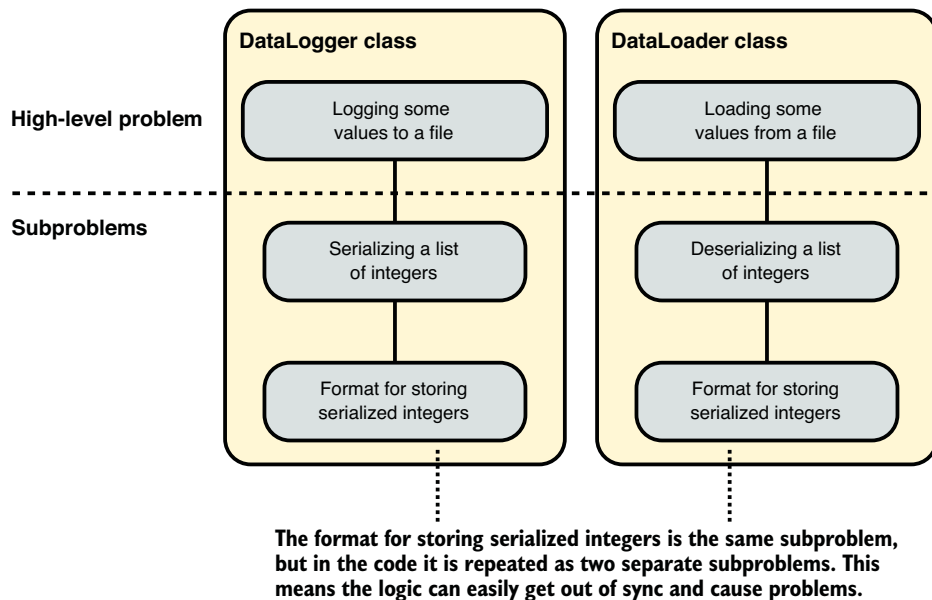 DataLogger class
DataLoader class
High-level problem
Logging some
values to a file
Loading some
values from a file
Subproblems
Serializing a list
of integers
Deserializing a list
of integers
Format for storing
serialized integers
Format for storing
serialized integers
The format for storing serialized integers is the same subproblem,
but in the code it is repeated as two separate subproblems. This
means the logic can easily get out of sync and cause problems.